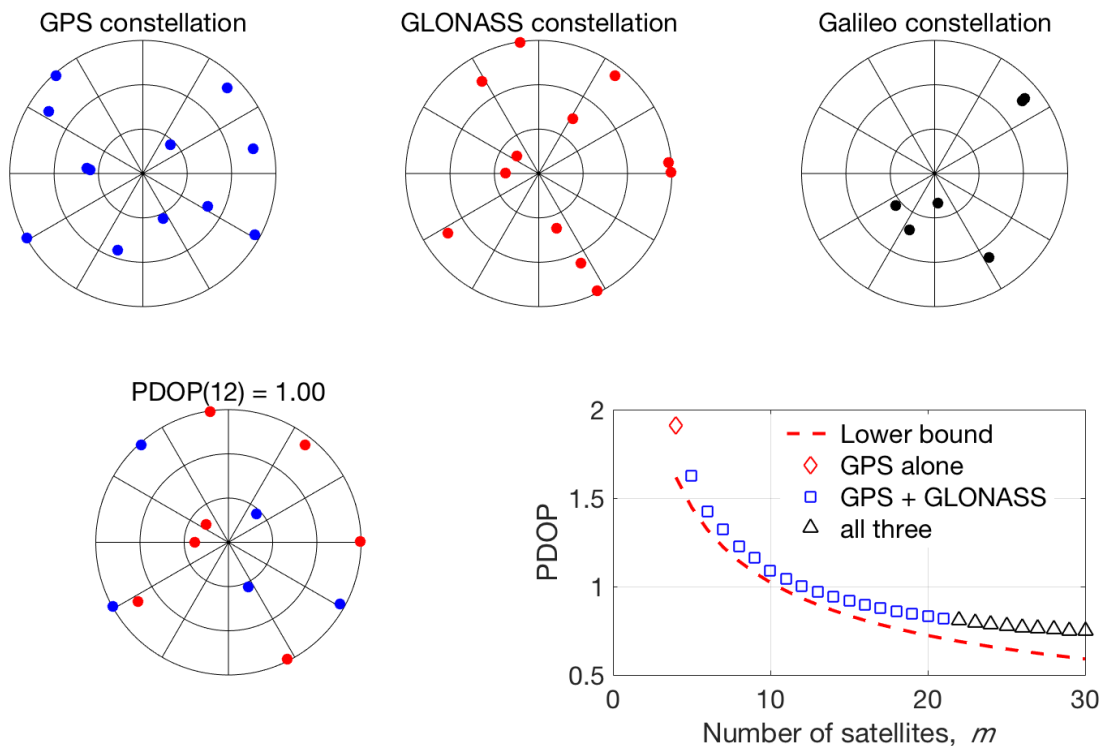 GPS constellation
GLONASS constellation
Galileo constellation
PDOP(12) = 1.00
2
1.5
1
0.5
PDOP
Lower bound
GPS alone
GPS + GLONASS
all three
0
10
20
30
Number of satellites, m